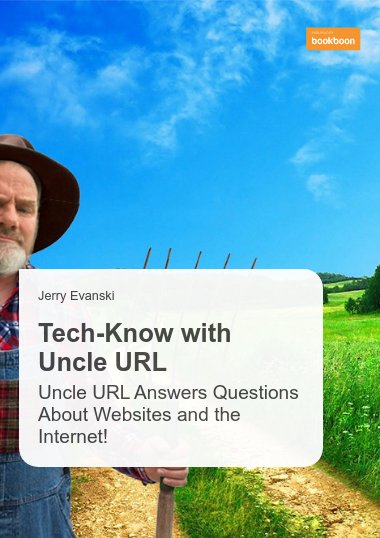 bookboon
Jerry Evanski
Tech-Know with
Uncle URL
Uncle URL Answers Questions
About Websites and the
Internet!